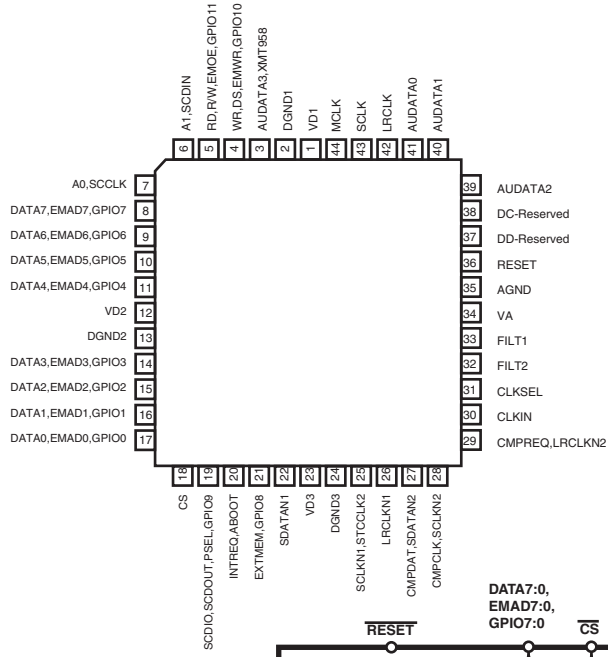 A1,SCDIN
RD,R/W,EMOE,GPIO11
WR,DS,EMWR,GPIO10
AUDATA3,XMT958
DGND1
VD1
MCLK
SCLK
LRCLK
AUDATA0
AUDATA1
6
5
4
3
2
1
44
43
42
41
40
A0,SCCLK 7
DATA7,EMAD7,GPIO7 8
DATA6,EMAD6,GPIO6 9
DATA5,EMAD5,GPIO5 10
DATA4,EMAD4,GPIO4 11
VD2 12
DGND2 13
DATA3,EMAD3,GPIO3 14
DATA2,EMAD2,GPIO2 15
DATA1,EMAD1,GPIO1 16
DATA0,EMAD0,GPIO0 17
39 AUDATA2
38 DC-Reserved
37 DD-Reserved
36 RESET
35 AGND
34 VA
33 FILT1
32 FILT2
31 CLKSEL
30 CLKIN
29 CMPREQ,LRCLKN2
18
19
20
21
22
23
24
25
26
27
28
CS
SCDIO,SCDOUT,PSEL,GPIO9
INTREQ,ABOOT
EXTMEM,GPIO8
SDATAN1
VD3
DGND3
SCLKN1,STCCLK2
LRCLKN1
CMPDAT,SDATAN2
CMPCLK,SCLKN2
DATA7:0,
EMAD7:0,
GPIO7:0
RESET
CS